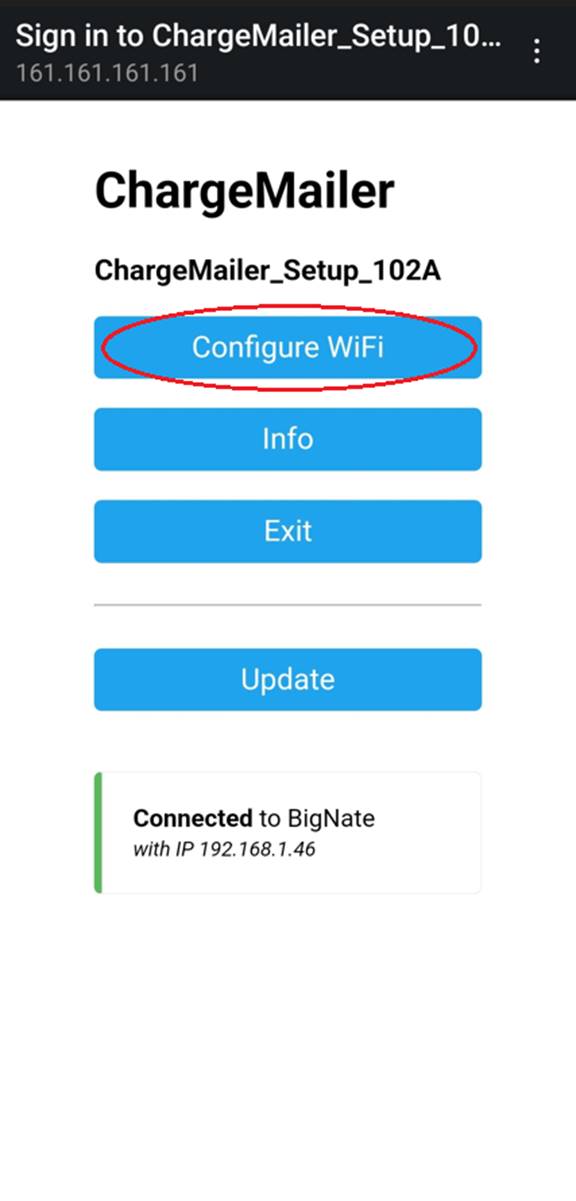 Sign in to ChargeMailer_Setup_10...
161.161.161.161
ChargeMailer
ChargeMailer_Setup_102A
Configure WiFi
Info
Exit
Update
Connected to BigNate
with IP 192.168.1.46